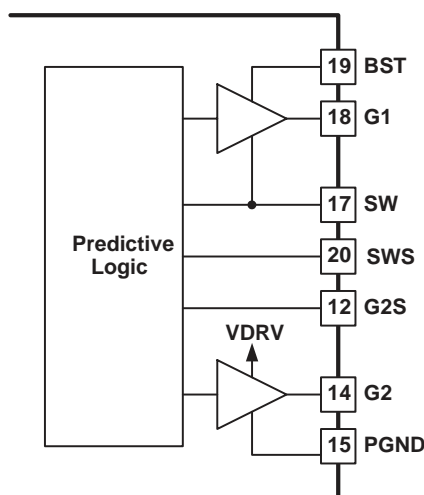 19 BST
18 G1
17 SW
Predictive
Logic
20 SWS
12 G2S
VDRV
14 G2
15 PGND